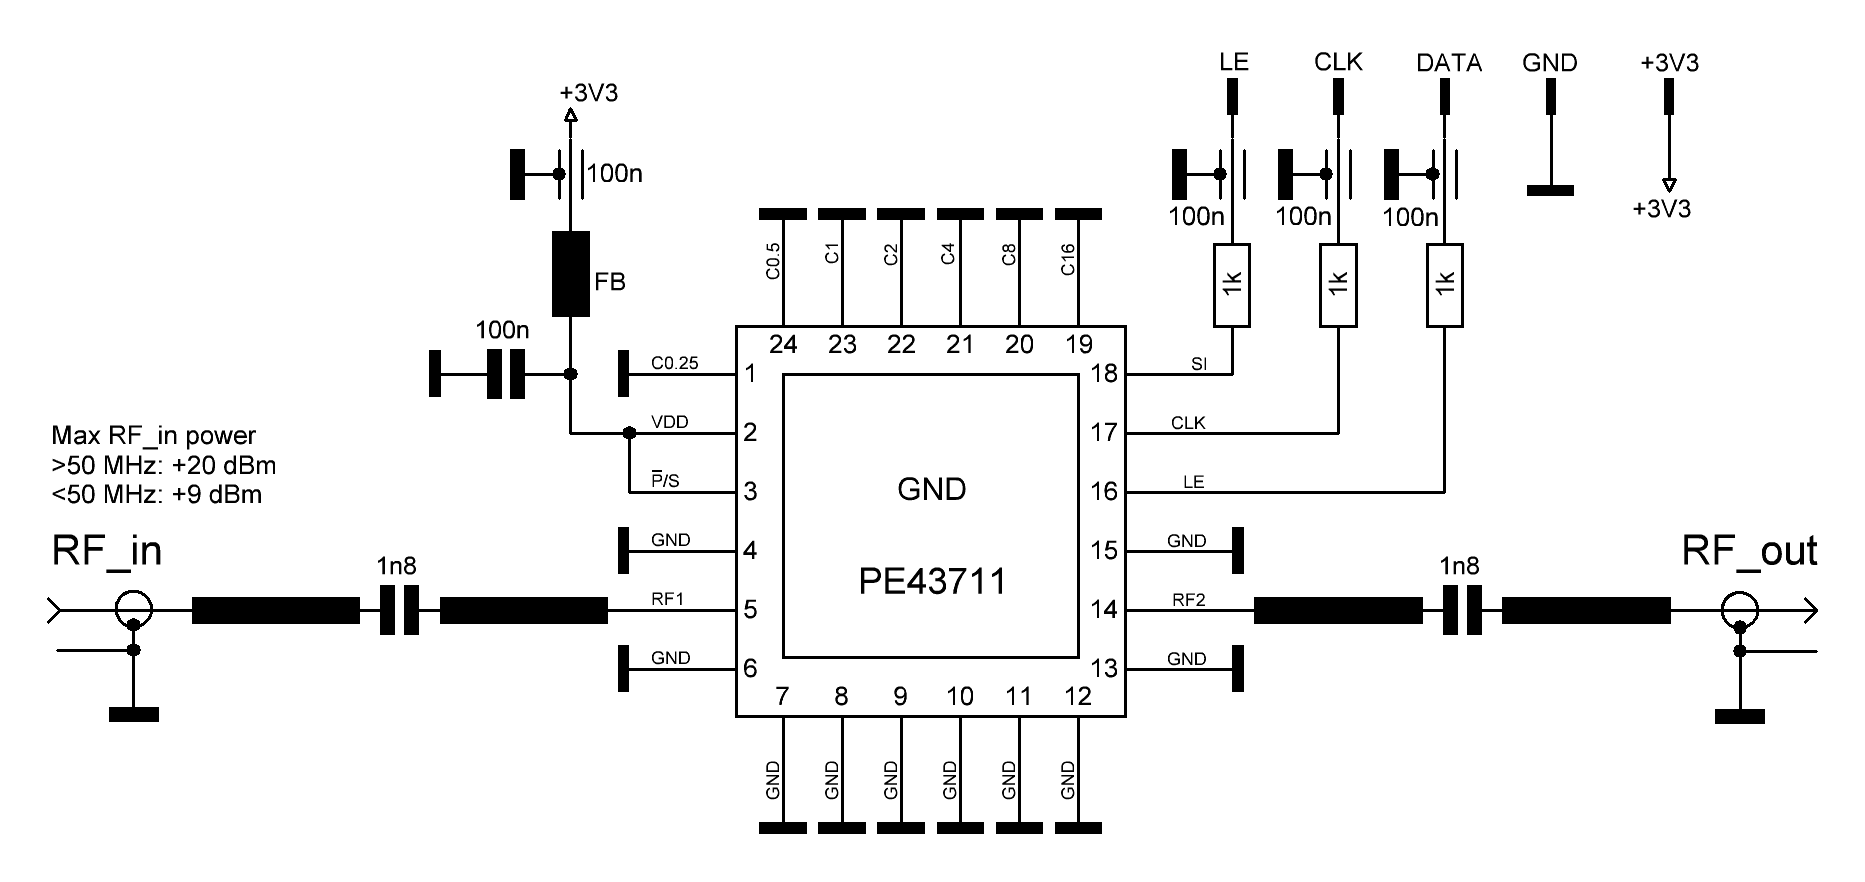 LE
CLK
DATA
GND
+3V3
+3V3
100n
100n
100n
100n
+3V3
1k
1k
1k
FB
100n
C0.5
C1
C2
C4
C8
C16
24
23
22
21
20
19
C0.25
1
18
SI
VDD
2
17
CLK
P̅/S
3
16
LE
GND
4
15
GND
RF1
5
14
RF2
GND
6
13
GND
GND
PE43711
7
8
9
10
11
12
GND
GND
GND
GND
GND
GND
Max RF_in power
>50 MHz: +20 dBm
<50 MHz: +9 dBm
RF_in
1n8
1n8
RF_out